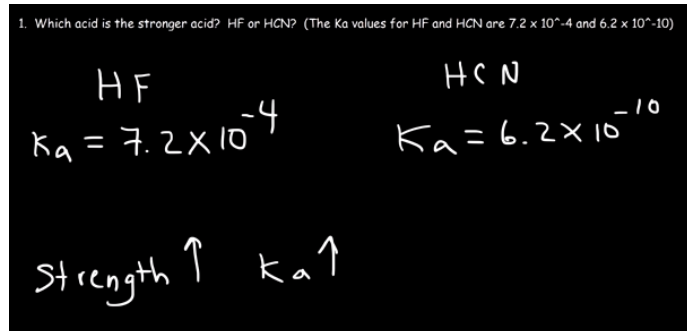 1. Which acid is the stronger acid? HF or HCN? (The Ka values for HF and HCN are 7.2 x 10^-4 and 6.2 x 10^-10)
HF HCN
Ka = 7.2 x 10^-4 Ka = 6.2 x 10^-10
Strength ↑ Ka ↑